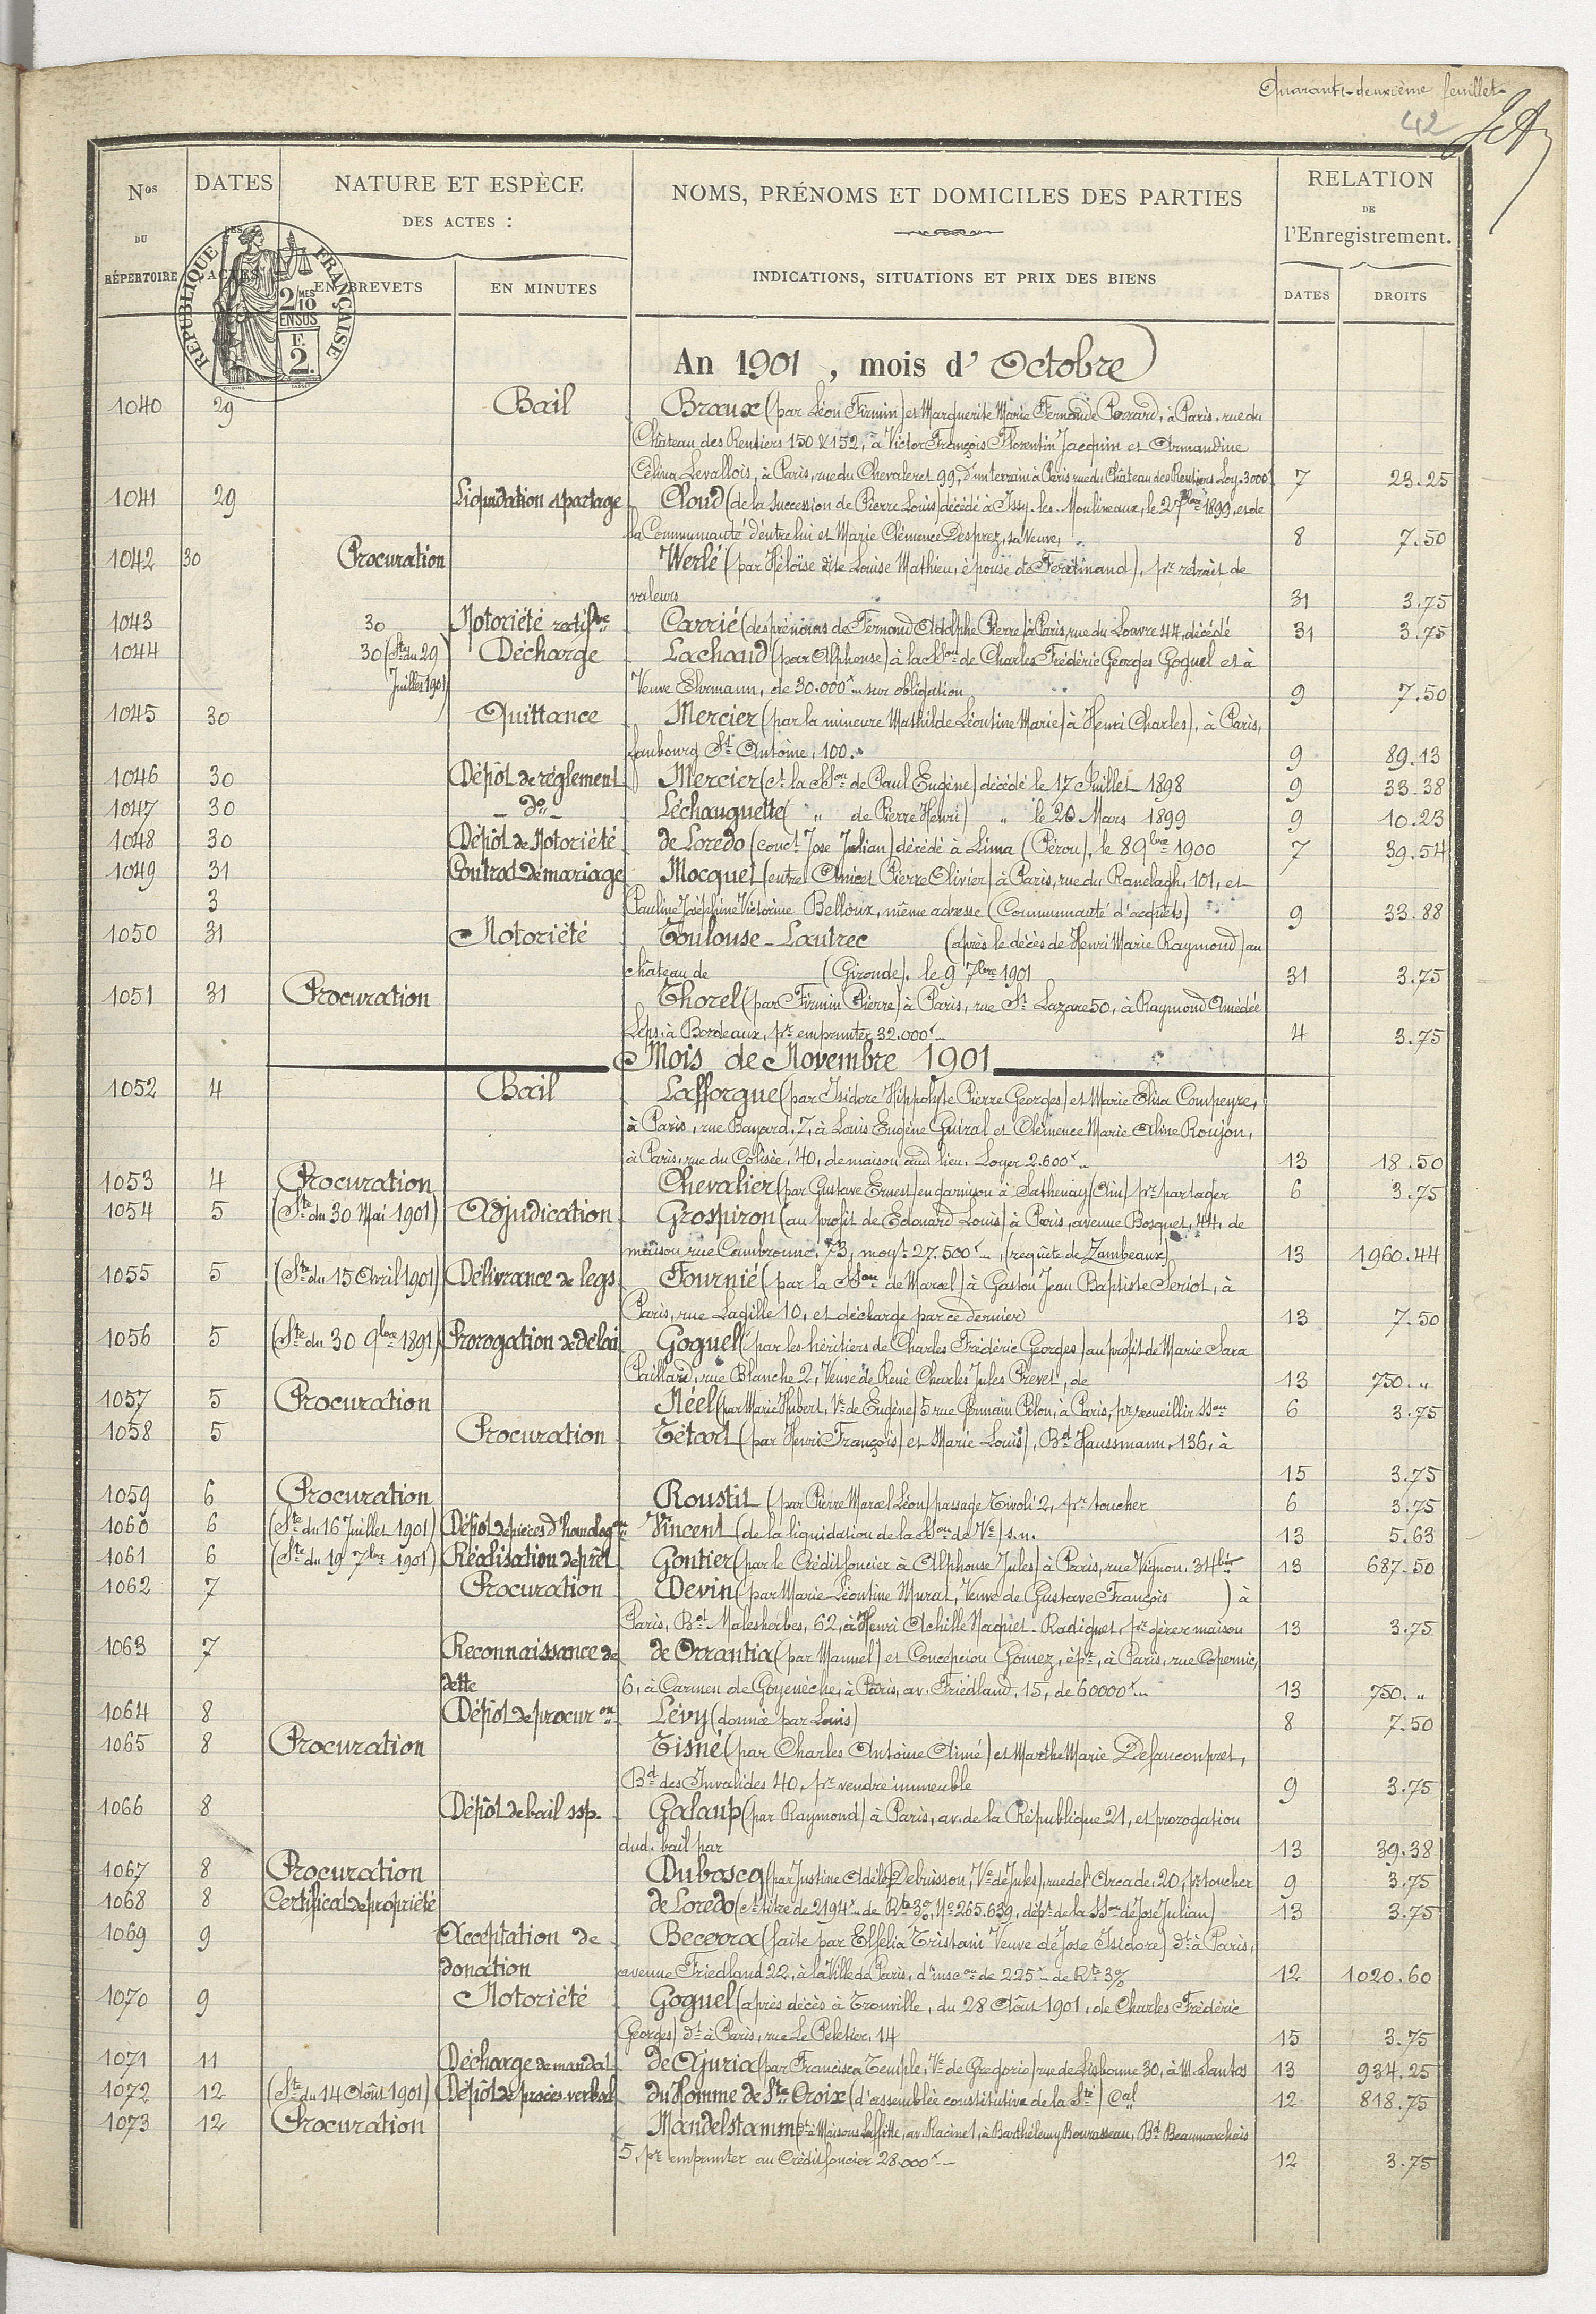 Quarante-deuxième feuillet
42
Nos DU RÉPERTOIRE
DATES DES ACTES
NATURE ET ESPÈCE DES ACTES :
EN BREVETS
EN MINUTES
NOMS, PRÉNOMS ET DOMICILES DES PARTIES
INDICATIONS, SITUATIONS ET PRIX DES BIENS
RELATION DE l'Enregistrement.
DATES
DROITS
RÉPUBLIQUE FRANÇAISE
2/10 MES EN SUS
F. 2.
An 1901, mois d'Octobre
1040 29 Bail Braux (par Léon Firmin) et Marguerite Marie Fernande Ponsard, à Paris, rue du
Château des Rentiers 150 & 152, à Victor François Florentin Jacquin et Armandine
Célina Levallois, à Paris, rue du Chevaleret 99, d'un terrain à Paris rue du Château des Rentiers Loy. 3000f 7 23.25
1041 29 Liquidation et partage Cloud (de la succession de Pierre Louis) décédé à Issy-les-Moulineaux, le 27 1899, et de
la Communauté d'entre lui et Marie Clémence Desprez, sa Veuve, 8 7.50
1042 30 Procuration Werlé (par Héloïse dite Louise Mathieu, épouse de Ferdinand), pr retrait de
valeurs 31 3.75
1043 30 Notoriété rectifve Carrié (des prénoms de Fernand Adolphe Pierre) à Paris, rue du Louvre 44, décédé 31 3.75
1044 30 (Ste du 29 Décharge Lachaud (par Alphonse) à la SSon de Charles Frédéric Georges Goguel et à
Juillet 1901) Veuve Ehrmann, de 30.000f sur obligation 9 7.50
1045 30 Quittance Mercier (par la mineure Mathilde Léontine Marie) à Henri Charles), à Paris,
faubourg St Antoine, 100. 9 89.13
1046 30 Dépôt de règlement Mercier (ct la SSon de Paul Eugène) décédé le 17 Juillet 1898 9 33.38
1047 30 - do - Léchauguette ( " de Pierre Henri) " le 20 Mars 1899 9 10.23
1048 30 Dépôt de Notoriété de Loredo (conct Jose Julian) décédé à Lima (Pérou), le 8 9bre 1900 7 39.54
1049 31 Contrat de mariage Mocquet (entre Amicet Pierre Olivier) à Paris, rue du Ranelagh, 101, et
3 Pauline Joséphine Victorine Belloux, même adresse (Communauté d'acquêts) 9 33.88
1050 31 Notoriété Toulouse-Lautrec (après le décès de Henri Marie Raymond) au
château de (Gironde), le 9 7bre 1901 31 3.75
1051 31 Procuration Thorel (par Firmin Pierre) à Paris, rue St Lazare 50, à Raymond Amédée
Leps, à Bordeaux, pr emprunter 32.000f 4 3.75
Mois de Novembre 1901
1052 4 Bail Lafforgue (par Isidore Hippolyte Pierre Georges) et Marie Elisa Compeyre,
à Paris, rue Bayard, 7, à Louis Eugène Guiral et Clémence Marie Aline Roujon,
à Paris, rue du Colisée, 40, de maison aud. lieu. Loyer 2.600f 13 18.50
1053 4 Procuration Chevalier (par Gustave Ernest) en garnison à Sathenay (Ain) pr partager 6 3.75
1054 5 (Ste du 30 Mai 1901) Adjudication Grospiron (au profit de Edouard Louis) à Paris, avenue Bosquet, 44, de
maison rue Cambronne, 73, moyt 27.500f, (requête de Zambeaux) 13 1960.44
1055 5 (Ste du 15 Avril 1901) Délivrance de legs Fournié (par la SSon de Marcel) à Gaston Jean Baptiste Seriot, à
Paris, rue Lagille 10, et décharge par ce dernier 13 7.50
1056 5 (Ste du 30 9bre 1891) Prorogation de délai Goguel (par les héritiers de Charles Frédéric Georges) au profit de Marie Sara
Paillard, rue Blanche 2, Veuve de René Charles Jules Prevet, de 13 750. "
1057 5 Procuration Néel (par Marie Hubert, Ve de Eugène) 5 rue Germain Pilon, à Paris, pr recueillir SSon 6 3.75
1058 5 Procuration Tétart (par Henri François) et Marie Louis), Bd Haussmann, 136, à
15 3.75
1059 6 Procuration Roustit (par Pierre Marcel Léon) passage Tivoli 2, pr toucher 6 3.75
1060 6 (Ste du 16 Juillet 1901) Dépôt de pièces d'homologon Vincent (de la liquidation de la SSon de Ve) s.n. 13 5.63
1061 6 (Ste du 19 7bre 1901) Réalisation de prêt Gontier (par le Crédit foncier à Alphonse Jules) à Paris, rue Vignon, 34 bis 13 687.50
1062 7 Procuration Devin (par Marie Léontine Murat, Veuve de Gustave François ) à
Paris, Bd Malesherbes, 62, à Henri Achille Naquet-Radiguet, pr gérer maison 13 3.75
1063 7 Reconnaissance de de Orrantia (par Manuel) et Concepcion Gomez, épse, à Paris, rue Copernic,
dette 6, à Carmen de Goyenèche, à Paris, av. Friedland, 15, de 60000f 13 750. "
1064 8 Dépôt de procuron Lévy (donnée par Louis) 8 7.50
1065 8 Procuration Tisné (par Charles Antoine Aimé) et Marthe Marie Defauconpret,
Bd des Invalides 40, pr vendre immeuble 9 3.75
1066 8 Dépôt de bail ssp. Galaup (par Raymond) à Paris, av. de la République 21, et prorogation
dud. bail par 13 39.38
1067 8 Procuration Duboscq (par Justine Adèle Debuisson, Ve de Jules), rue de l'Arcade, 20, pr toucher 9 3.75
1068 8 Certificat de propriété de Loredo (ct titre de 2194f de Rte 3%, No 265.639, dépt de la SSon de José Julian) 13 3.75
1069 9 Acceptation de Becerra (faite par Elfélia Tristani Veuve de Jose Isidore) dt à Paris,
donation avenue Friedland 22, à la Ville de Paris, d'inscon de 225f de Rte 3% 12 1020.60
1070 9 Notoriété Goguel (après décès à Trouville, du 28 Août 1901, de Charles Frédéric
Georges) dt à Paris, rue Le Peletier, 14 15 3.75
1071 11 Décharge de mandat de Ajuria (par Francisca Temple, Ve de Gregorio) rue de Lisbonne 30, à M. Santos 13 934.25
1072 12 (Ste du 14 Août 1901) Dépôt de procès-verbal du Homme de Ste Croix (d'assemblée constitutive de la Sté) Cal 12 818.75
1073 12 Procuration Mandelstamm dt à Maisons Laffitte, av. Racine 1, à Barthélemy Bourasseau, Bd Beaumarchais
5, pr emprunter au Crédit foncier 28.000f 12 3.75